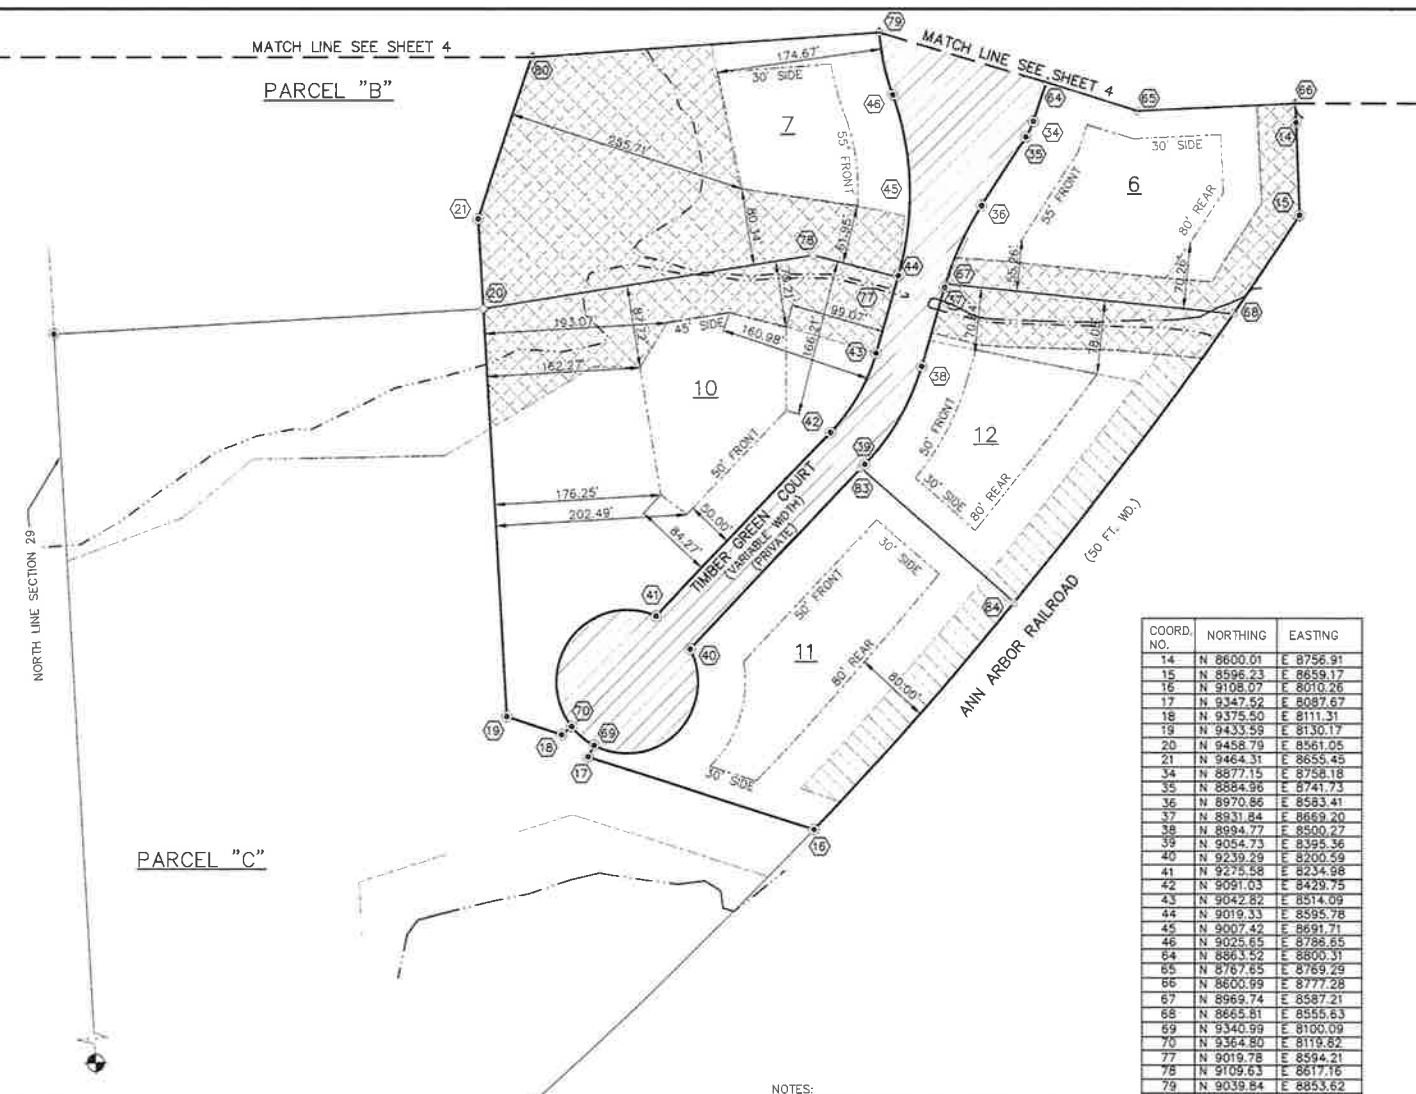 MATCH LINE SEE SHEET 4
PARCEL "B"
79
MATCH LINE SEE SHEET 4
80
174.67'
30' SIDE
46
7
55' FRONT
64
65
66
34
35
14
30' SIDE
6
55' FRONT
80' REAR
15
255.71'
45
36
21
80.34'
61.95'
78
44
67
55.26'
70.26'
20
77
99.07'
68
193.07'
45' SIDE
160.98'
166.21'
162.27'
43
38
78.08'
10
12
42
50' FRONT
50' FRONT
39
83
30' SIDE
80' REAR
176.25'
202.49'
50.00'
84.27'
TIMBER GREEN COURT
(VARIABLE WIDTH)
(PRIVATE)
NORTH LINE SECTION 29
30' SIDE
50' FRONT
ANN ARBOR RAILROAD (50 FT. WD.)
41
84
40
11
80' REAR
80.00'
19
70
18
69
17
30' SIDE
16
PARCEL "C"
NOTES:
COORD. NO. NORTHING EASTING
14 N 8600.01 E 8756.91
15 N 8596.23 E 8659.17
16 N 9108.07 E 8010.26
17 N 9347.52 E 8087.67
18 N 9375.50 E 8111.31
19 N 9433.59 E 8130.17
20 N 9458.79 E 8561.05
21 N 9464.31 E 8655.45
34 N 8877.15 E 8758.18
35 N 8884.96 E 8741.73
36 N 8970.86 E 8583.41
37 N 8931.84 E 8669.20
38 N 8994.77 E 8500.27
39 N 9054.73 E 8395.36
40 N 9239.29 E 8200.59
41 N 9275.58 E 8234.98
42 N 9091.03 E 8429.75
43 N 9042.82 E 8514.09
44 N 9019.33 E 8595.78
45 N 9007.42 E 8691.71
46 N 9025.65 E 8786.65
64 N 8863.52 E 8800.31
65 N 8767.65 E 8769.29
66 N 8600.99 E 8777.28
67 N 8969.74 E 8587.21
68 N 8665.81 E 8555.63
69 N 9340.99 E 8100.09
70 N 9364.80 E 8119.82
77 N 9019.78 E 8594.21
78 N 9109.63 E 8617.16
79 N 9039.84 E 8853.62